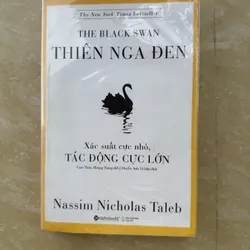 The New York Times Bestseller
THE BLACK SWAN
THIÊN NGA ĐEN
Xác suất cực nhỏ,
TÁC ĐỘNG CỰC LỚN
Nassim Nicholas Taleb